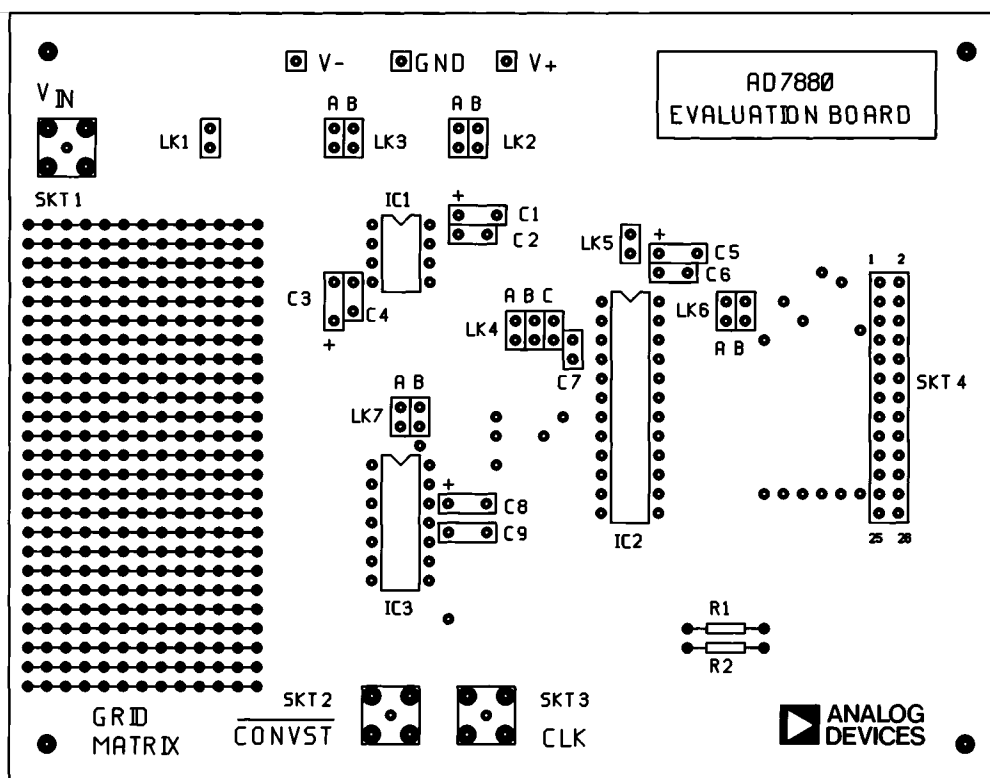 V- GND V+
AD7880
EVALUATION BOARD
VIN
A B
A B
LK1
LK3
LK2
SKT1
IC1
+
C1
C2
LK5
+
C5
C6
1 2
C3
C4
+
A B C
LK4
LK6
A B
C7
SKT4
A B
LK7
+
C8
C9
IC2
25 26
IC3
R1
R2
SKT2
SKT3
GRID
MATRIX
CONVST
CLK
ANALOG
DEVICES